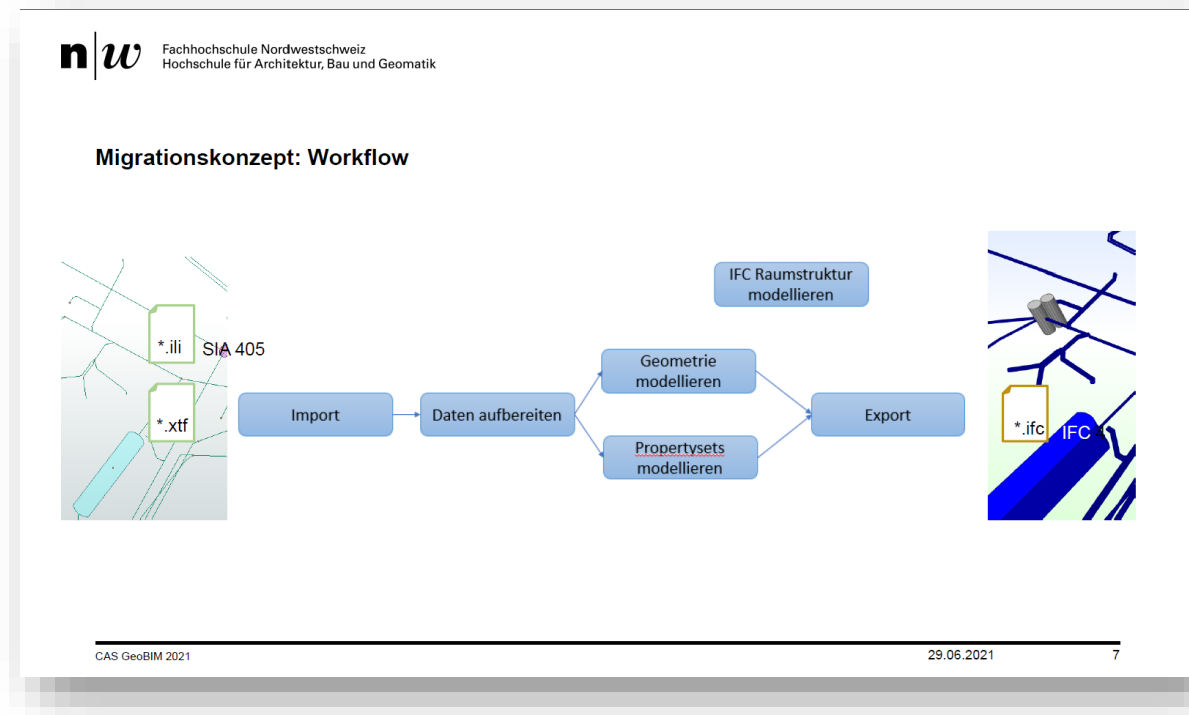 n|w
Fachhochschule Nordwestschweiz
Hochschule für Architektur, Bau und Geomatik
Migrationskonzept: Workflow
*.ili
SIA 405
*.xtf
Import
Daten aufbereiten
IFC Raumstruktur
modellieren
Geometrie
modellieren
Propertysets
modellieren
Export
*.ifc
IFC 4
CAS GeoBIM 2021
29.06.2021
7